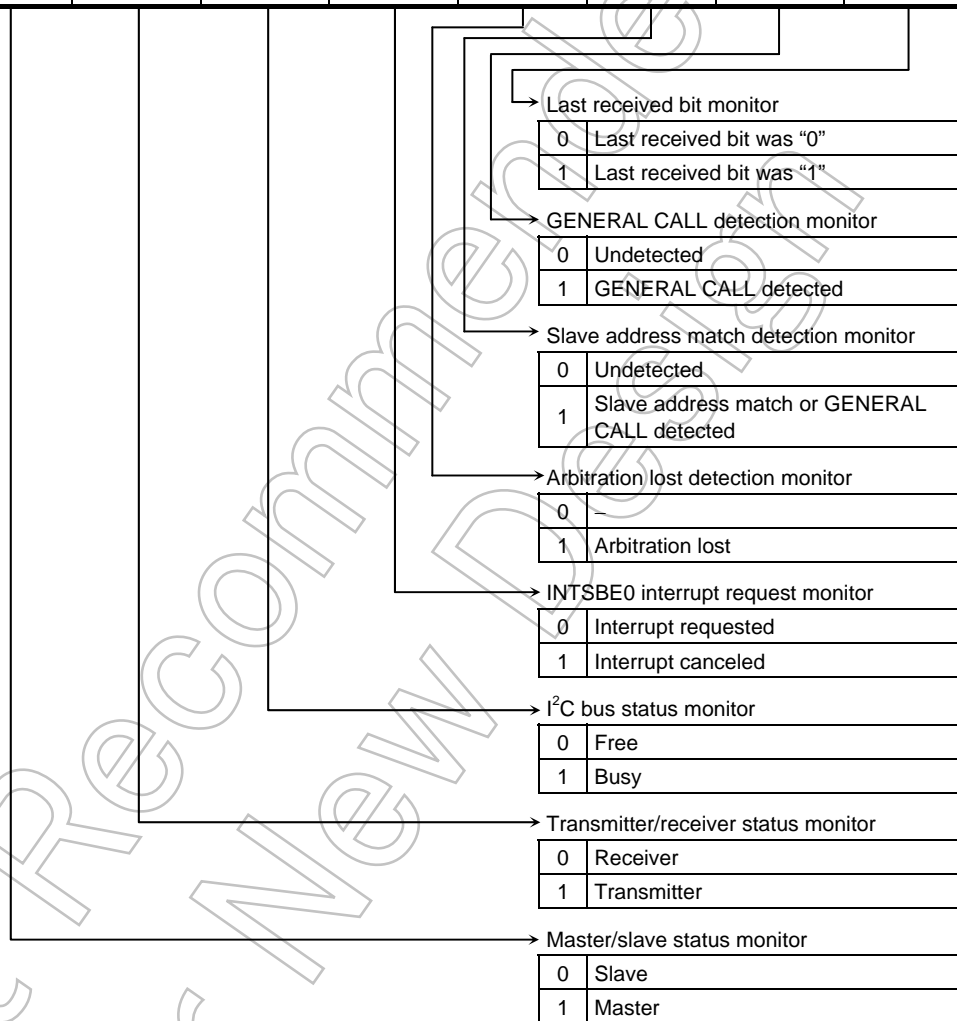 Last received bit monitor
0 Last received bit was “0”
1 Last received bit was “1”
GENERAL CALL detection monitor
0 Undetected
1 GENERAL CALL detected
Slave address match detection monitor
0 Undetected
1 Slave address match or GENERAL
CALL detected
Arbitration lost detection monitor
0 −
1 Arbitration lost
INTSBE0 interrupt request monitor
0 Interrupt requested
1 Interrupt canceled
I²C bus status monitor
0 Free
1 Busy
Transmitter/receiver status monitor
0 Receiver
1 Transmitter
Master/slave status monitor
0 Slave
1 Master
Recommende
New Design